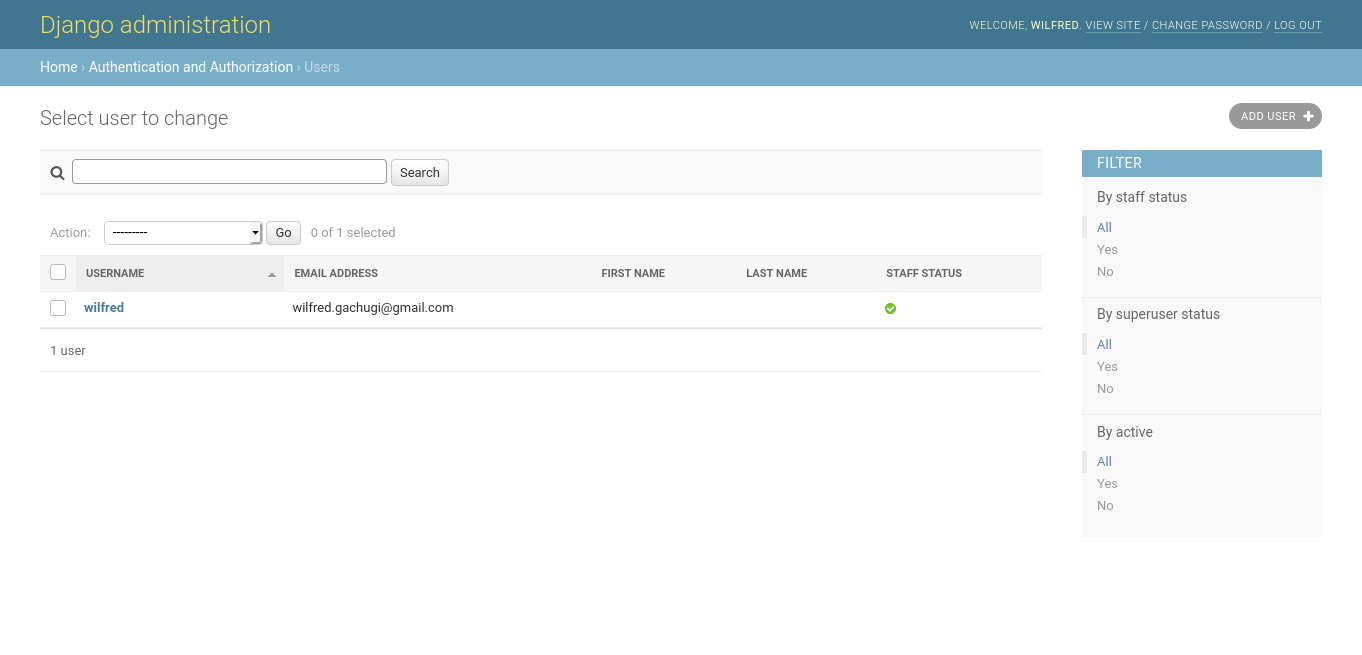 Django administration
WELCOME, WILFRED. VIEW SITE / CHANGE PASSWORD / LOG OUT
Home › Authentication and Authorization › Users
Select user to change
ADD USER
Search
Action: --------- Go 0 of 1 selected
USERNAME EMAIL ADDRESS FIRST NAME LAST NAME STAFF STATUS
wilfred wilfred.gachugi@gmail.com
1 user
FILTER
By staff status
All
Yes
No
By superuser status
All
Yes
No
By active
All
Yes
No